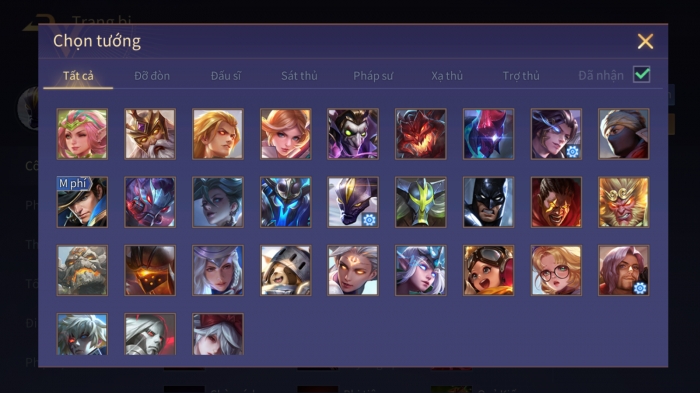 Trang bị
Chọn tướng
Tất cả
Đỡ đòn
Đấu sĩ
Sát thủ
Pháp sư
Xạ thủ
Trợ thủ
Đã nhận
M phí